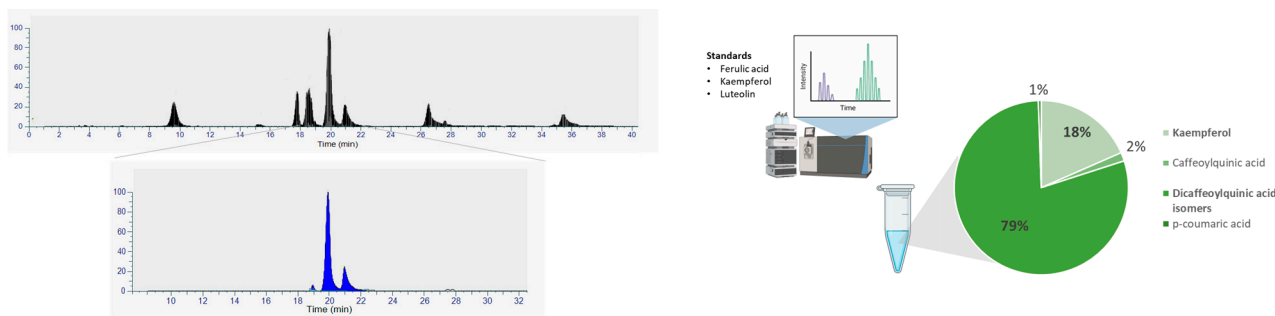 100
80
60
40
20
0
0 2 4 6 8 10 12 14 16 18 20 22 24 26 28 30 32 34 36 38 40
Time (min)
100
80
60
40
20
0
10 12 14 16 18 20 22 24 26 28 30 32
Time (min)
Standards
• Ferulic acid
• Kaempferol
• Luteolin
Intensity
Time
1%
18%
2%
79%
Kaempferol
Caffeoylquinic acid
Dicaffeoylquinic acid
isomers
p-coumaric acid